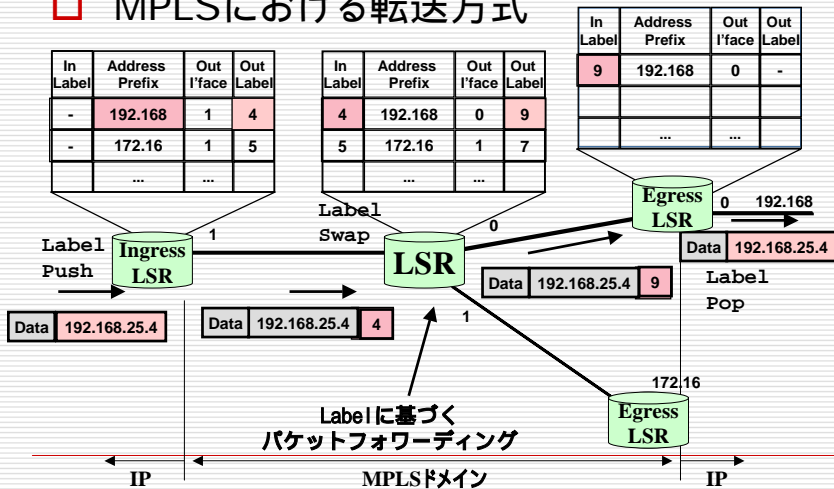 MPLSにおける転送方式
In Label Address Prefix Out I'face Out Label
- 192.168 1 4
- 172.16 1 5
... ...
In Label Address Prefix Out I'face Out Label
4 192.168 0 9
5 172.16 1 7
... ...
In Label Address Prefix Out I'face Out Label
9 192.168 0 -
... ...
Label Push
Ingress LSR
1
Label Swap
LSR
0
1
Egress LSR
0 192.168
Data 192.168.25.4
Label Pop
Data 192.168.25.4
Data 192.168.25.4 4
Data 192.168.25.4 9
172.16
Egress LSR
Labelに基づく
パケットフォワーディング
IP
MPLSドメイン
IP